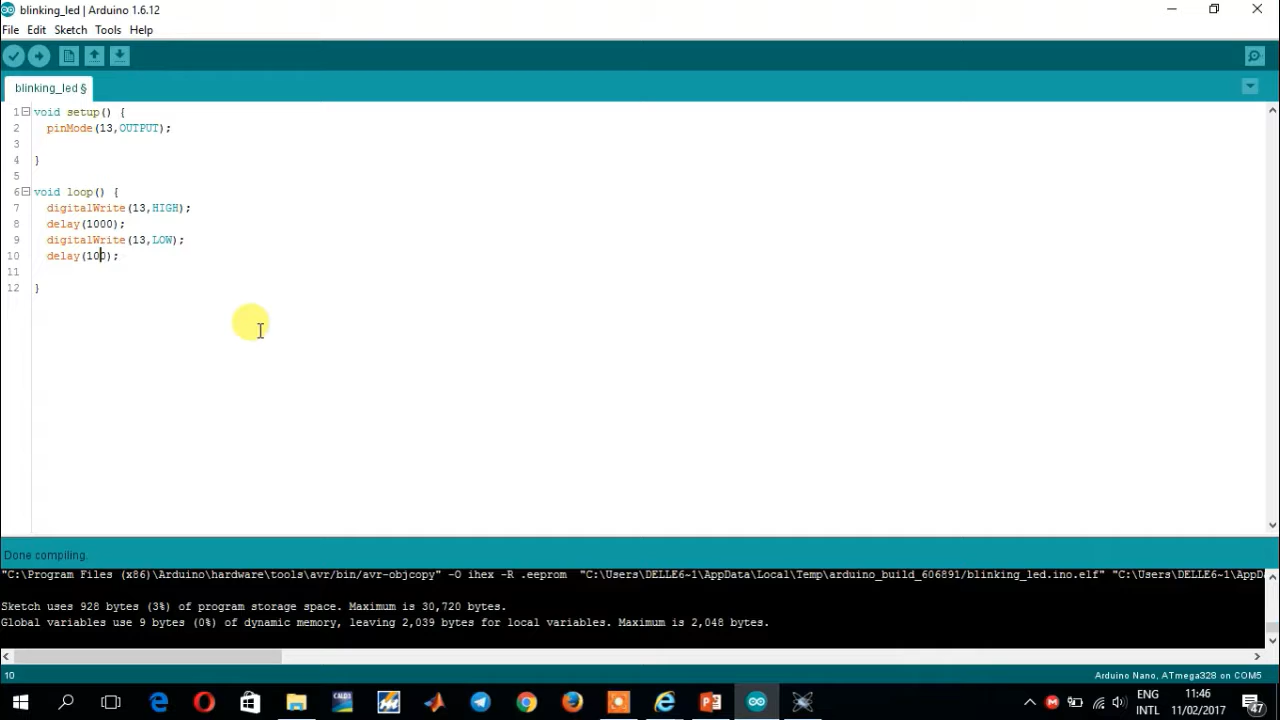 blinking_led | Arduino 1.6.12
File Edit Sketch Tools Help
blinking_led §
1 void setup() {
2 pinMode(13,OUTPUT);
3
4 }
5
6 void loop() {
7 digitalWrite(13,HIGH);
8 delay(1000);
9 digitalWrite(13,LOW);
10 delay(100);
11
12 }
Done compiling.
"C:\Program Files (x86)\Arduino\hardware\tools\avr/bin/avr-objcopy" -O ihex -R .eeprom "C:\Users\DELLE6~1\AppData\Local\Temp\arduino_build_606891/blinking_led.ino.elf" "C:\Users\DELLE6~1\AppD
Sketch uses 928 bytes (3%) of program storage space. Maximum is 30,720 bytes.
Global variables use 9 bytes (0%) of dynamic memory, leaving 2,039 bytes for local variables. Maximum is 2,048 bytes.
10 Arduino Nano, ATmega328 on COM5
ENG 11:46
INTL 11/02/2017 47